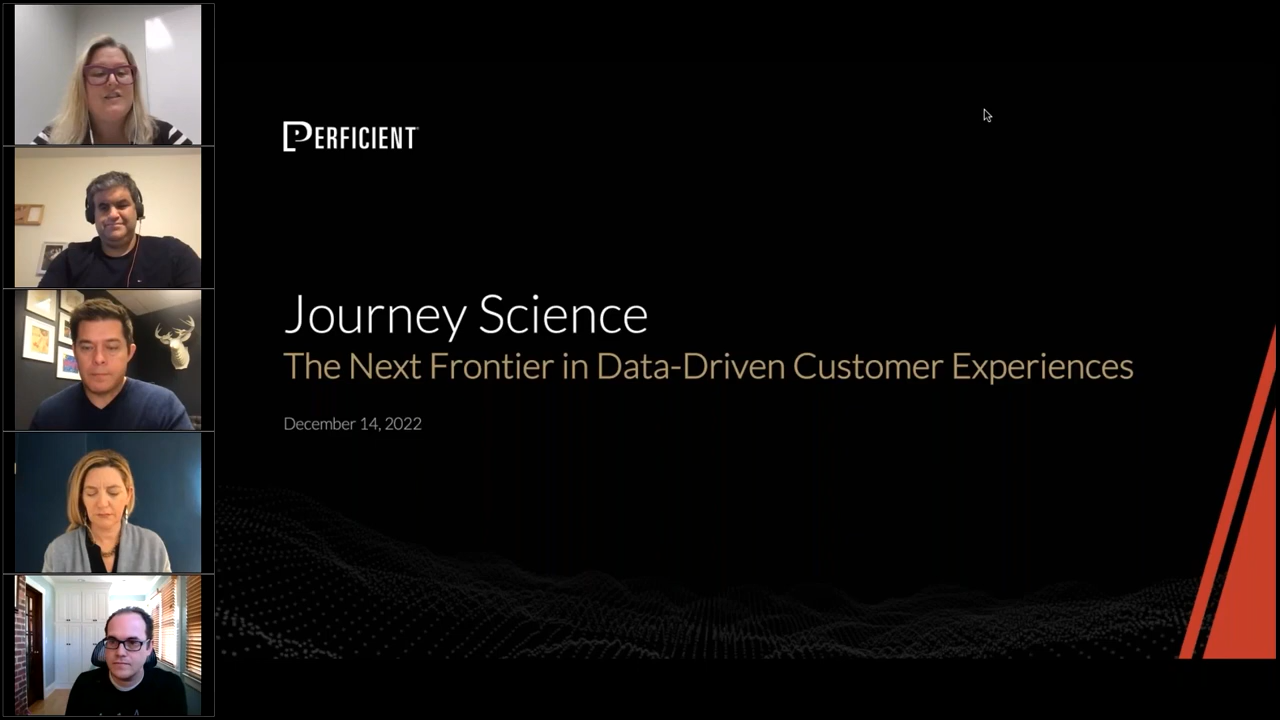 PERFICIENT
Journey Science
The Next Frontier in Data-Driven Customer Experiences
December 14, 2022